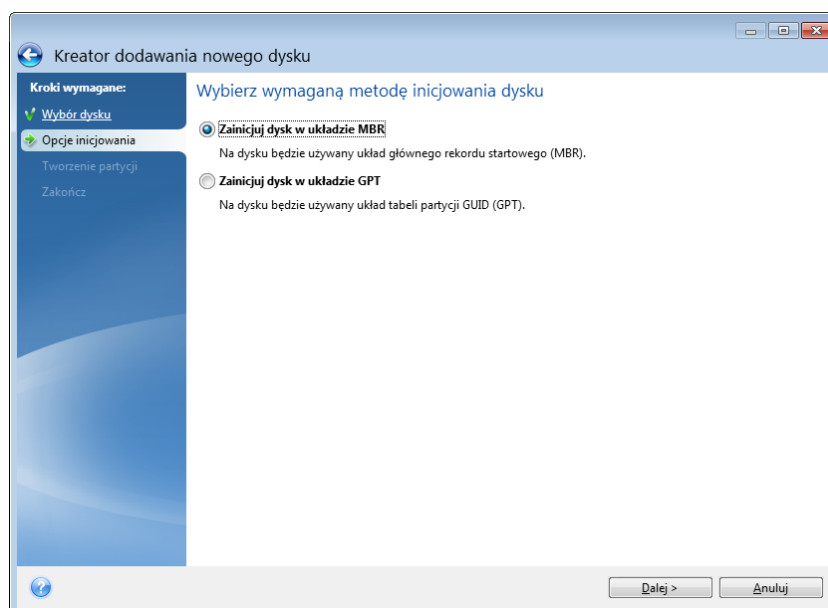 Kreator dodawania nowego dysku
Kroki wymagane:
Wybór dysku
Opcje inicjowania
Tworzenie partycji
Zakończ
Wybierz wymaganą metodę inicjowania dysku
Zainicjuj dysk w układzie MBR
Na dysku będzie używany układ głównego rekordu startowego (MBR).
Zainicjuj dysk w układzie GPT
Na dysku będzie używany układ tabeli partycji GUID (GPT).
Dalej >
Anuluj